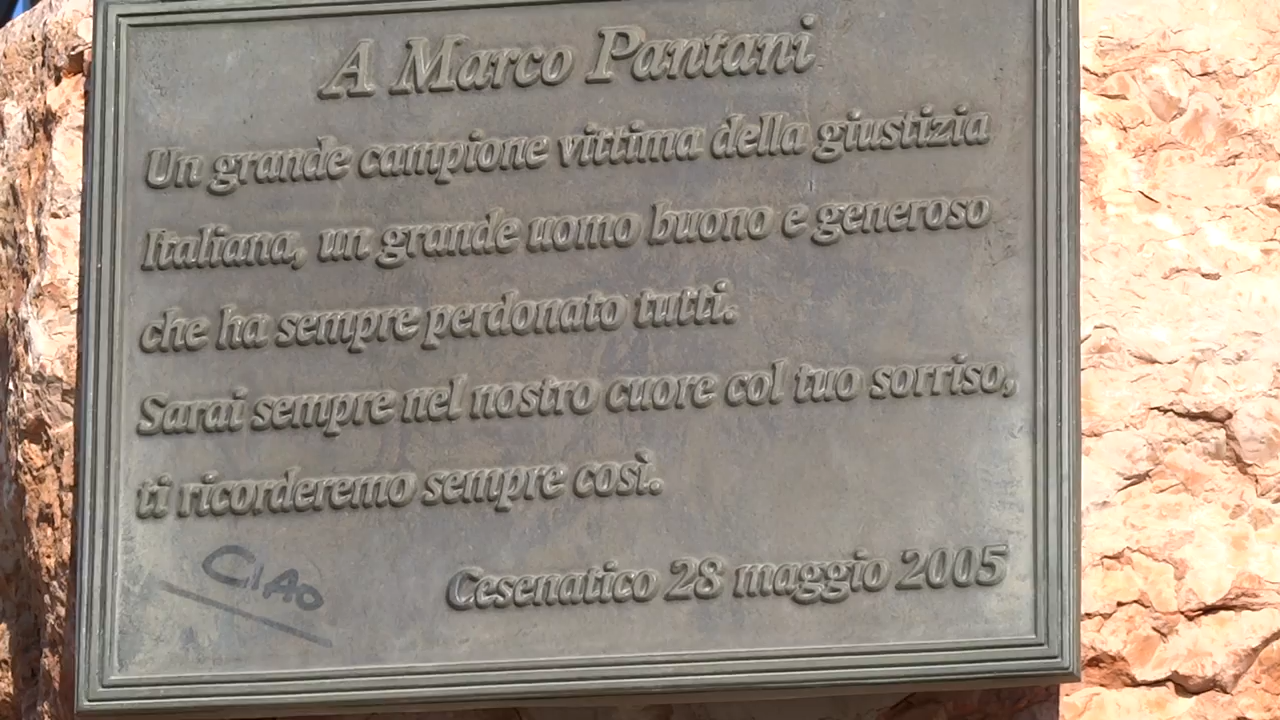 A Marco Pantani
Un grande campione vittima della giustizia
Italiana, un grande uomo buono e generoso
che ha sempre perdonato tutti.
Sarai sempre nel nostro cuore col tuo sorriso,
ti ricorderemo sempre così.
CIAO
Cesenatico 28 maggio 2005